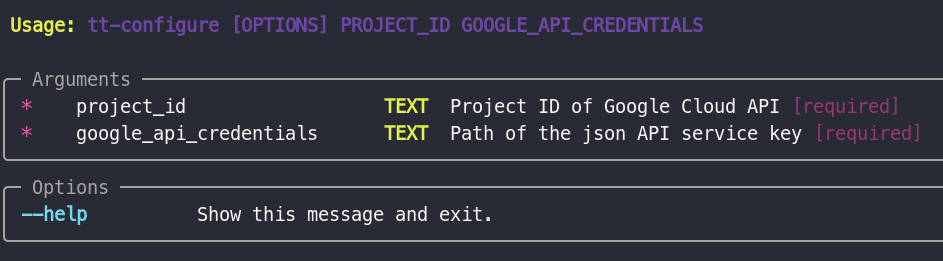 Usage: tt-configure [OPTIONS] PROJECT_ID GOOGLE_API_CREDENTIALS
Arguments
* project_id TEXT Project ID of Google Cloud API [required]
* google_api_credentials TEXT Path of the json API service key [required]
Options
--help Show this message and exit.